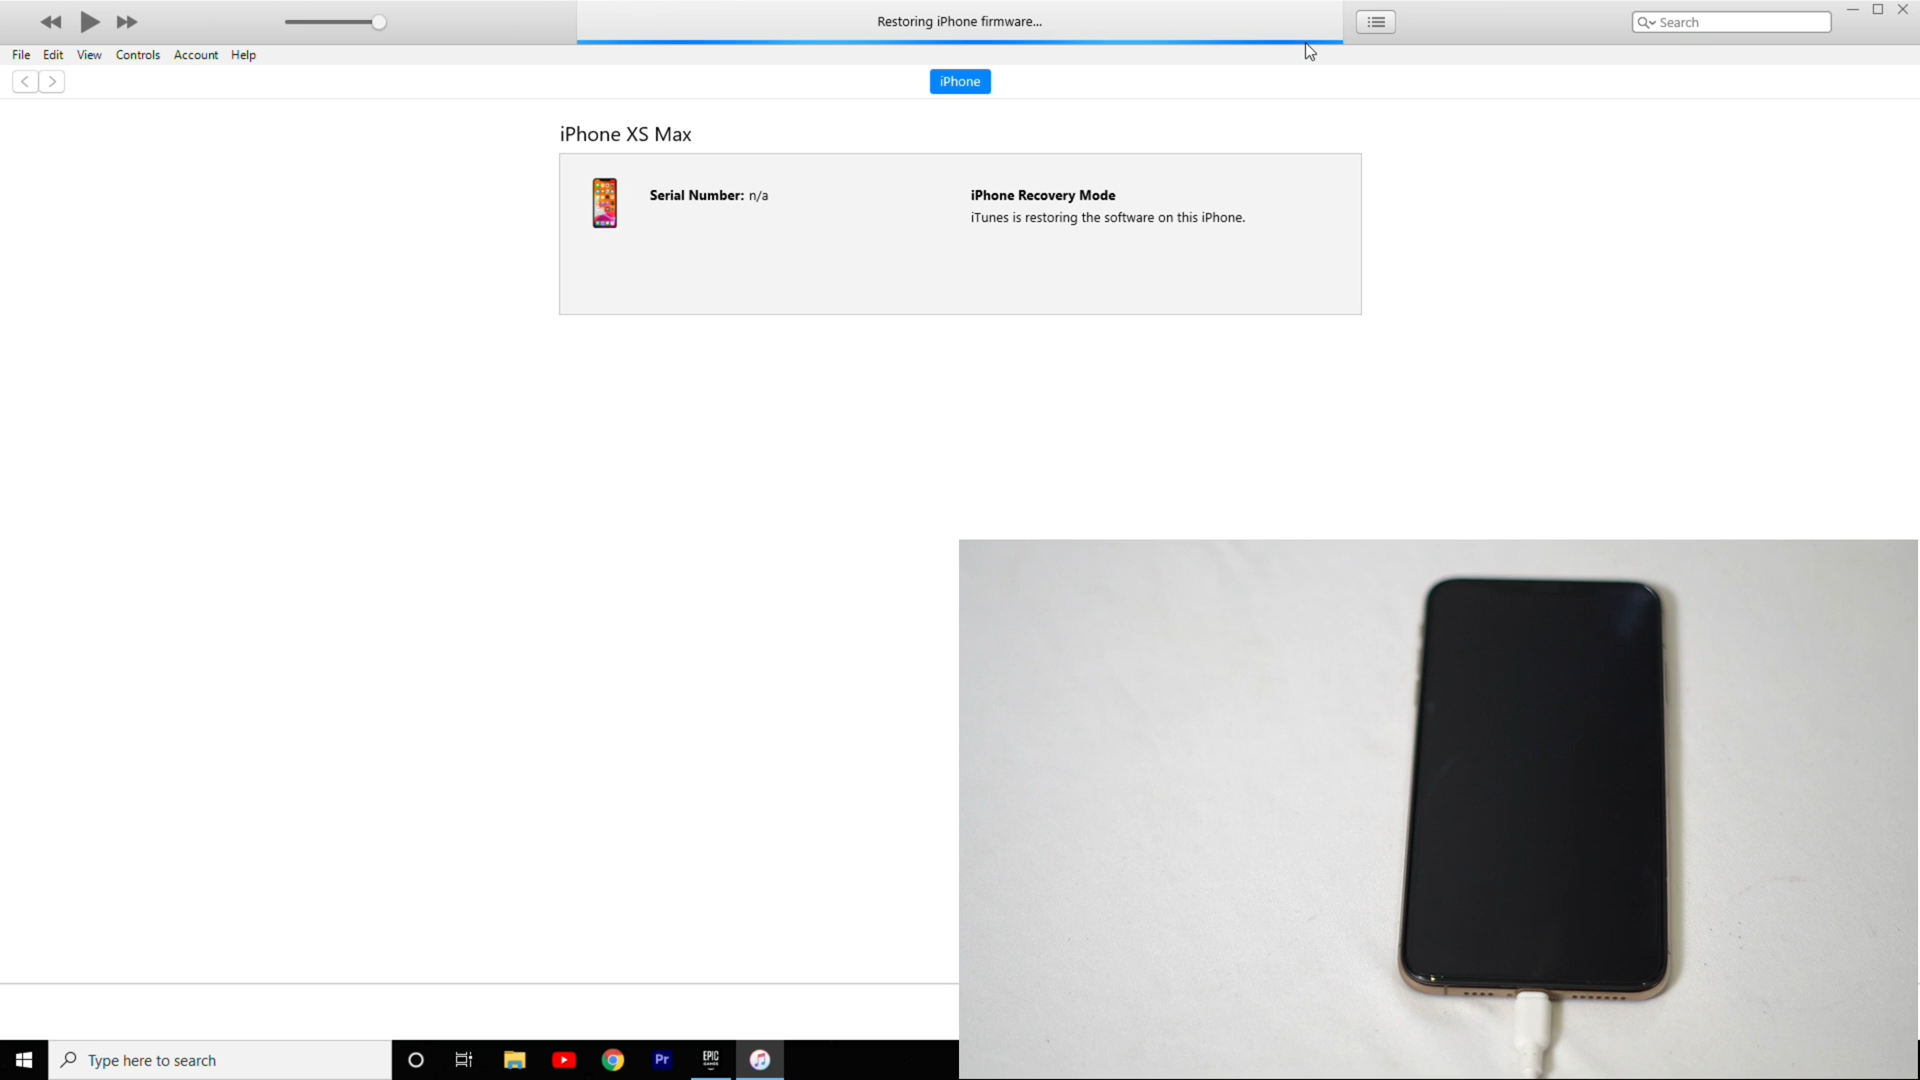 Restoring iPhone firmware...
Search
File Edit View Controls Account Help
iPhone
iPhone XS Max
Serial Number: n/a
iPhone Recovery Mode
iTunes is restoring the software on this iPhone.
Type here to search
Pr
EPIC
GAMES